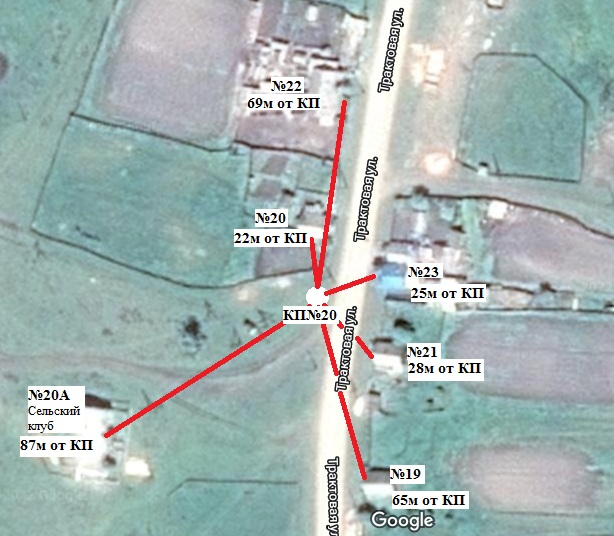 Трактовая ул.
№22
69м от КП
Трактовая ул.
№20
22м от КП
№23
25м от КП
КП№20
Трактовая ул.
№21
28м от КП
№20А
Сельский
клуб
87м от КП
№19
65м от КП
Трактовая у
Google